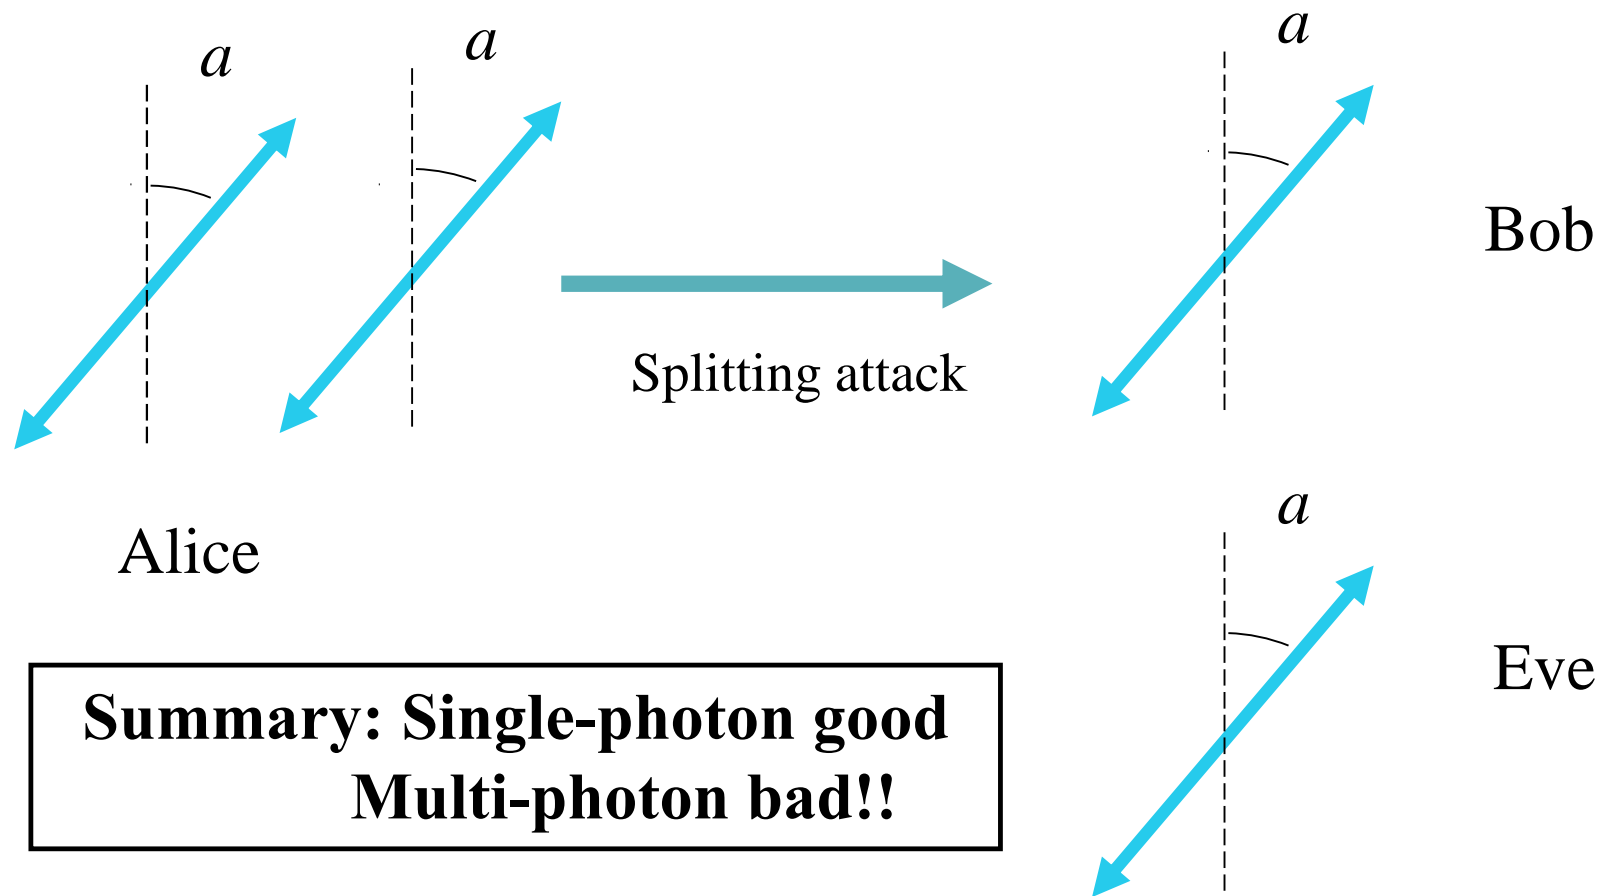 a
a
a
Bob
Splitting attack
a
Alice
Eve
Summary: Single-photon good
Multi-photon bad!!